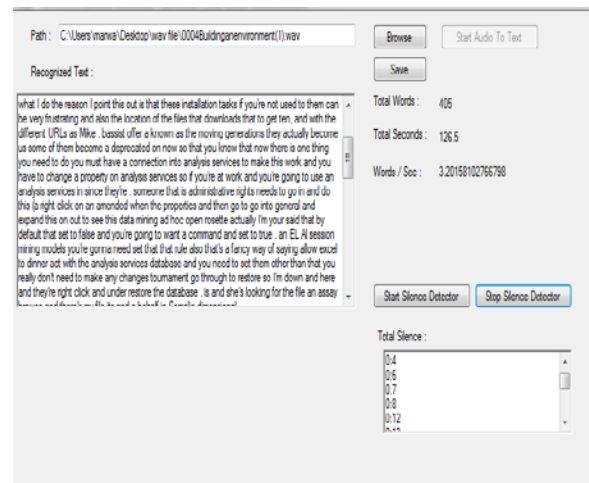 Path : C:\Users\marwa\Desktop\wav file\0004Buildinganenvironment(1).wav
Browse
Start Audio To Text
Recognized Text :
Save
what I do the reason I point this out is that these installation tasks if you're not used to them can
be very frustrating and also the location of the files that downloads that to get ten, and with the
different URLs as Mike . bassist offer a known as the moving generations they actually become
us some of them become a deprecated on now so that you know that now there is one thing
you need to do you must have a connection into analysis services to make this work and you
have to change a property on analysis services so if you're at work and you're going to use an
analysis services in since they're . someone that is administrative rights needs to go in and do
this (a right click on an amended when the properties and then go to go into general and
expand this on out to see this data mining ad hoc open rosette actually I'm your said that by
default that set to false and you're going to want a command and set to true . an EL AI session
mining models you're gonna need set that that rule also that's a fancy way of saying allow excel
to dinner act with the analysis services database and you need to set them other than that you
really don't need to make any changes tournament go through to restore so I'm down and here
and they're right click and under restore the database . is and she's looking for the file an assay
Total Words : 405
Total Seconds : 126.5
Words / Sec : 3.20158102766798
Start Silence Detector
Stop Silence Detector
Total Silence :
0:4
0:6
0:7
0:8
0:12